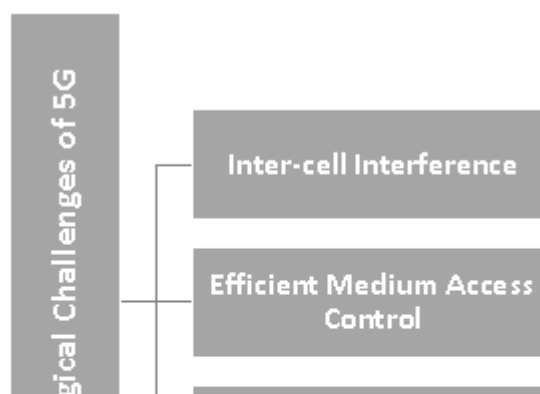 gical Challenges of 5G
Inter-cell Interference
Efficient Medium Access
Control